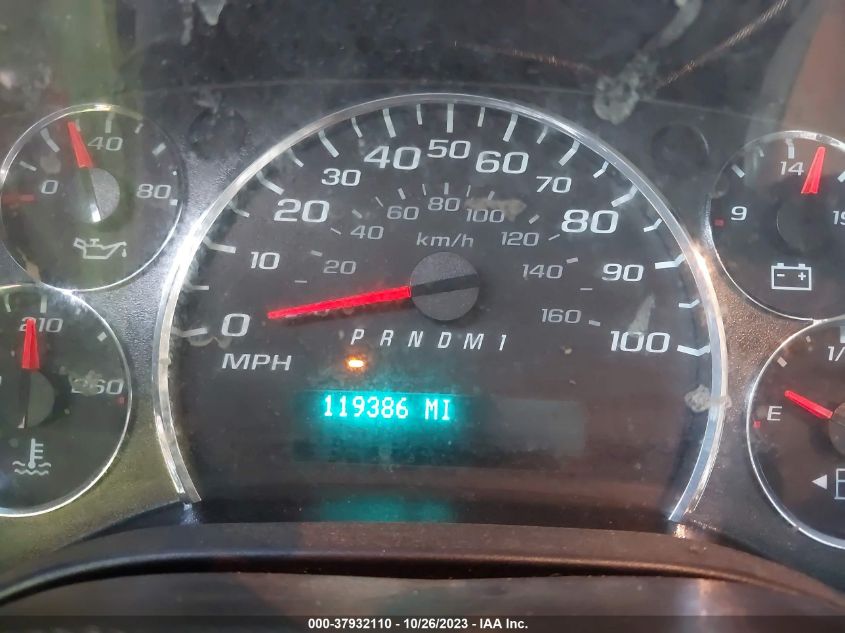 0 40 80
210 260
0 10 20 30 40 50 60 70 80 90 100
MPH
20 40 60 80 100 120 140 160
km/h
P R N D M 1
119386 MI
9 14
E
000-37932110 - 10/26/2023 - IAA Inc.